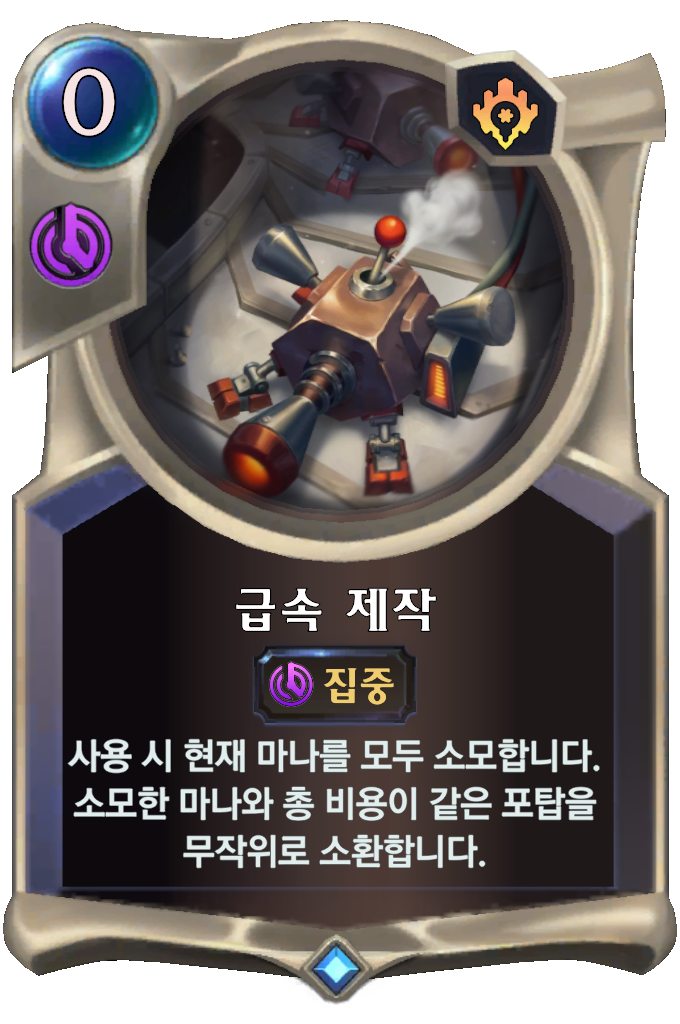 0
급속 제작
집중
사용 시 현재 마나를 모두 소모합니다.
소모한 마나와 총 비용이 같은 포탑을
무작위로 소환합니다.